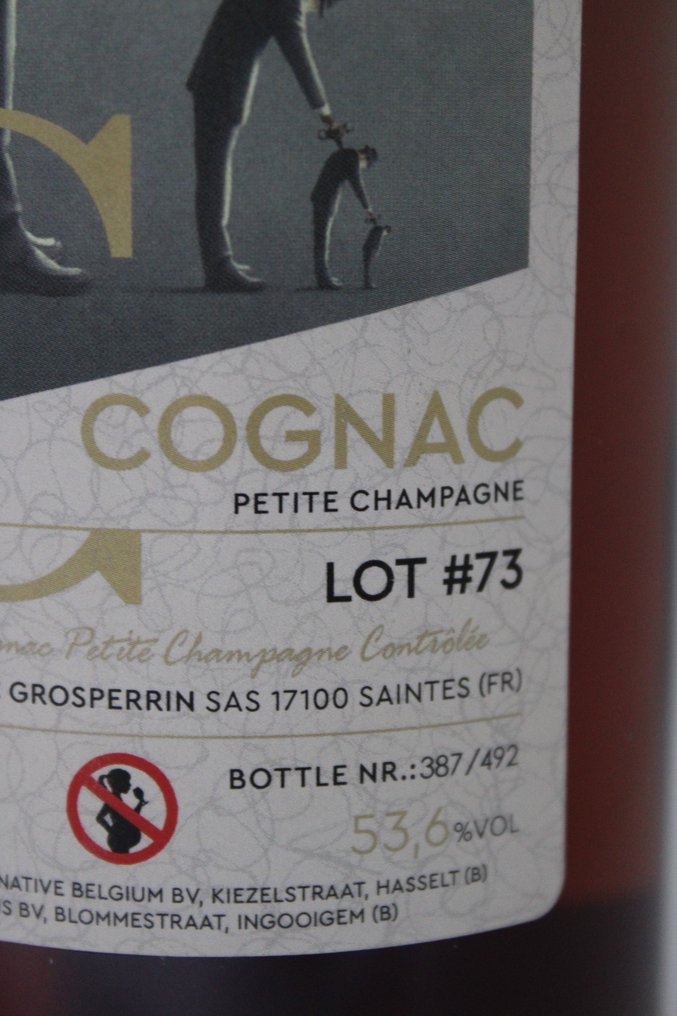 COGNAC
PETITE CHAMPAGNE
LOT #73
Petite Champagne Contrôlée
GROSPERRIN SAS 17100 SAINTES (FR)
BOTTLE NR.:387/492
53,6%VOL
NATIVE BELGIUM BV, KIEZELSTRAAT, HASSELT (B)
BV, BLOMMESTRAAT, INGOOIGEM (B)